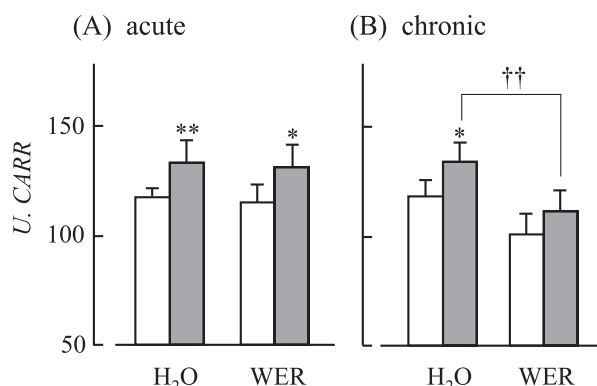 (A) acute
(B) chronic
U. CARR
150
100
50
**
*
*
††
H₂O
WER
H₂O
WER